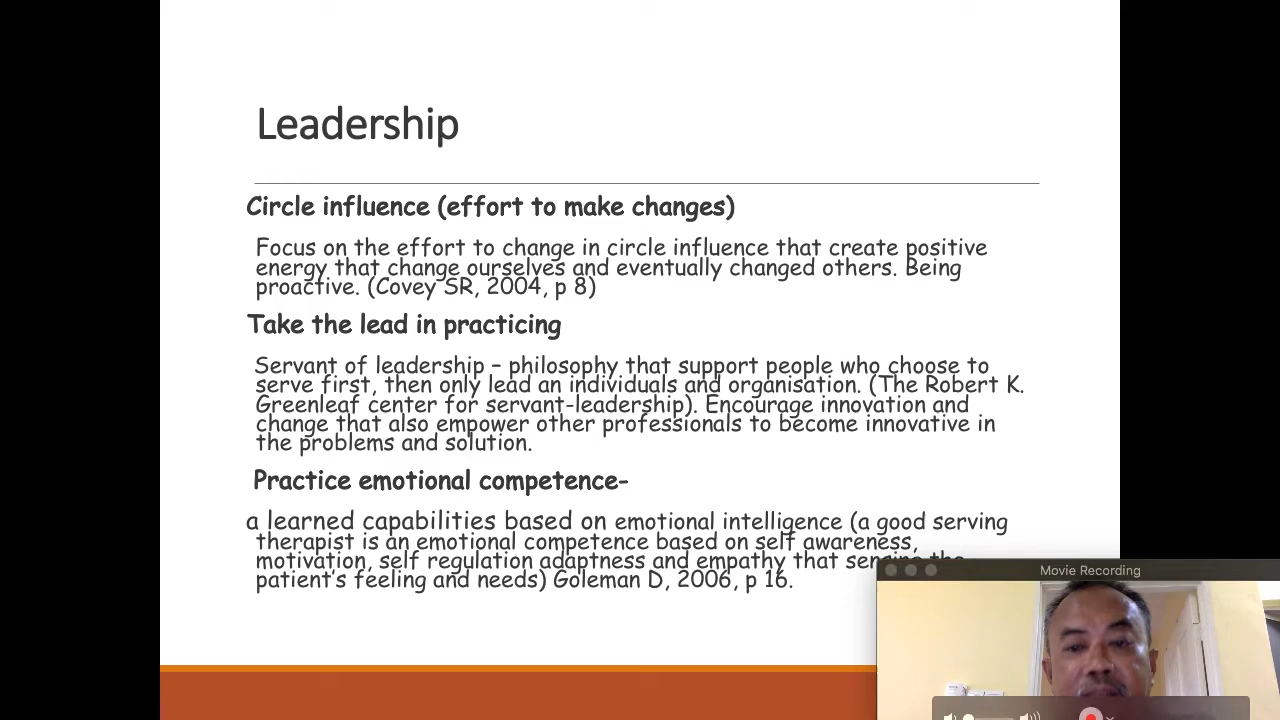 Leadership
Circle influence (effort to make changes)
Focus on the effort to change in circle influence that create positive
energy that change ourselves and eventually changed others. Being
proactive. (Covey SR, 2004, p 8)
Take the lead in practicing
Servant of leadership – philosophy that support people who choose to
serve first, then only lead an individuals and organisation. (The Robert K.
Greenleaf center for servant-leadership). Encourage innovation and
change that also empower other professionals to become innovative in
the problems and solution.
Practice emotional competence-
a learned capabilities based on emotional intelligence (a good serving
therapist is an emotional competence based on self awareness,
motivation, self regulation adaptness and empathy that sensing the
patient's feeling and needs) Goleman D, 2006, p 16.
Movie Recording